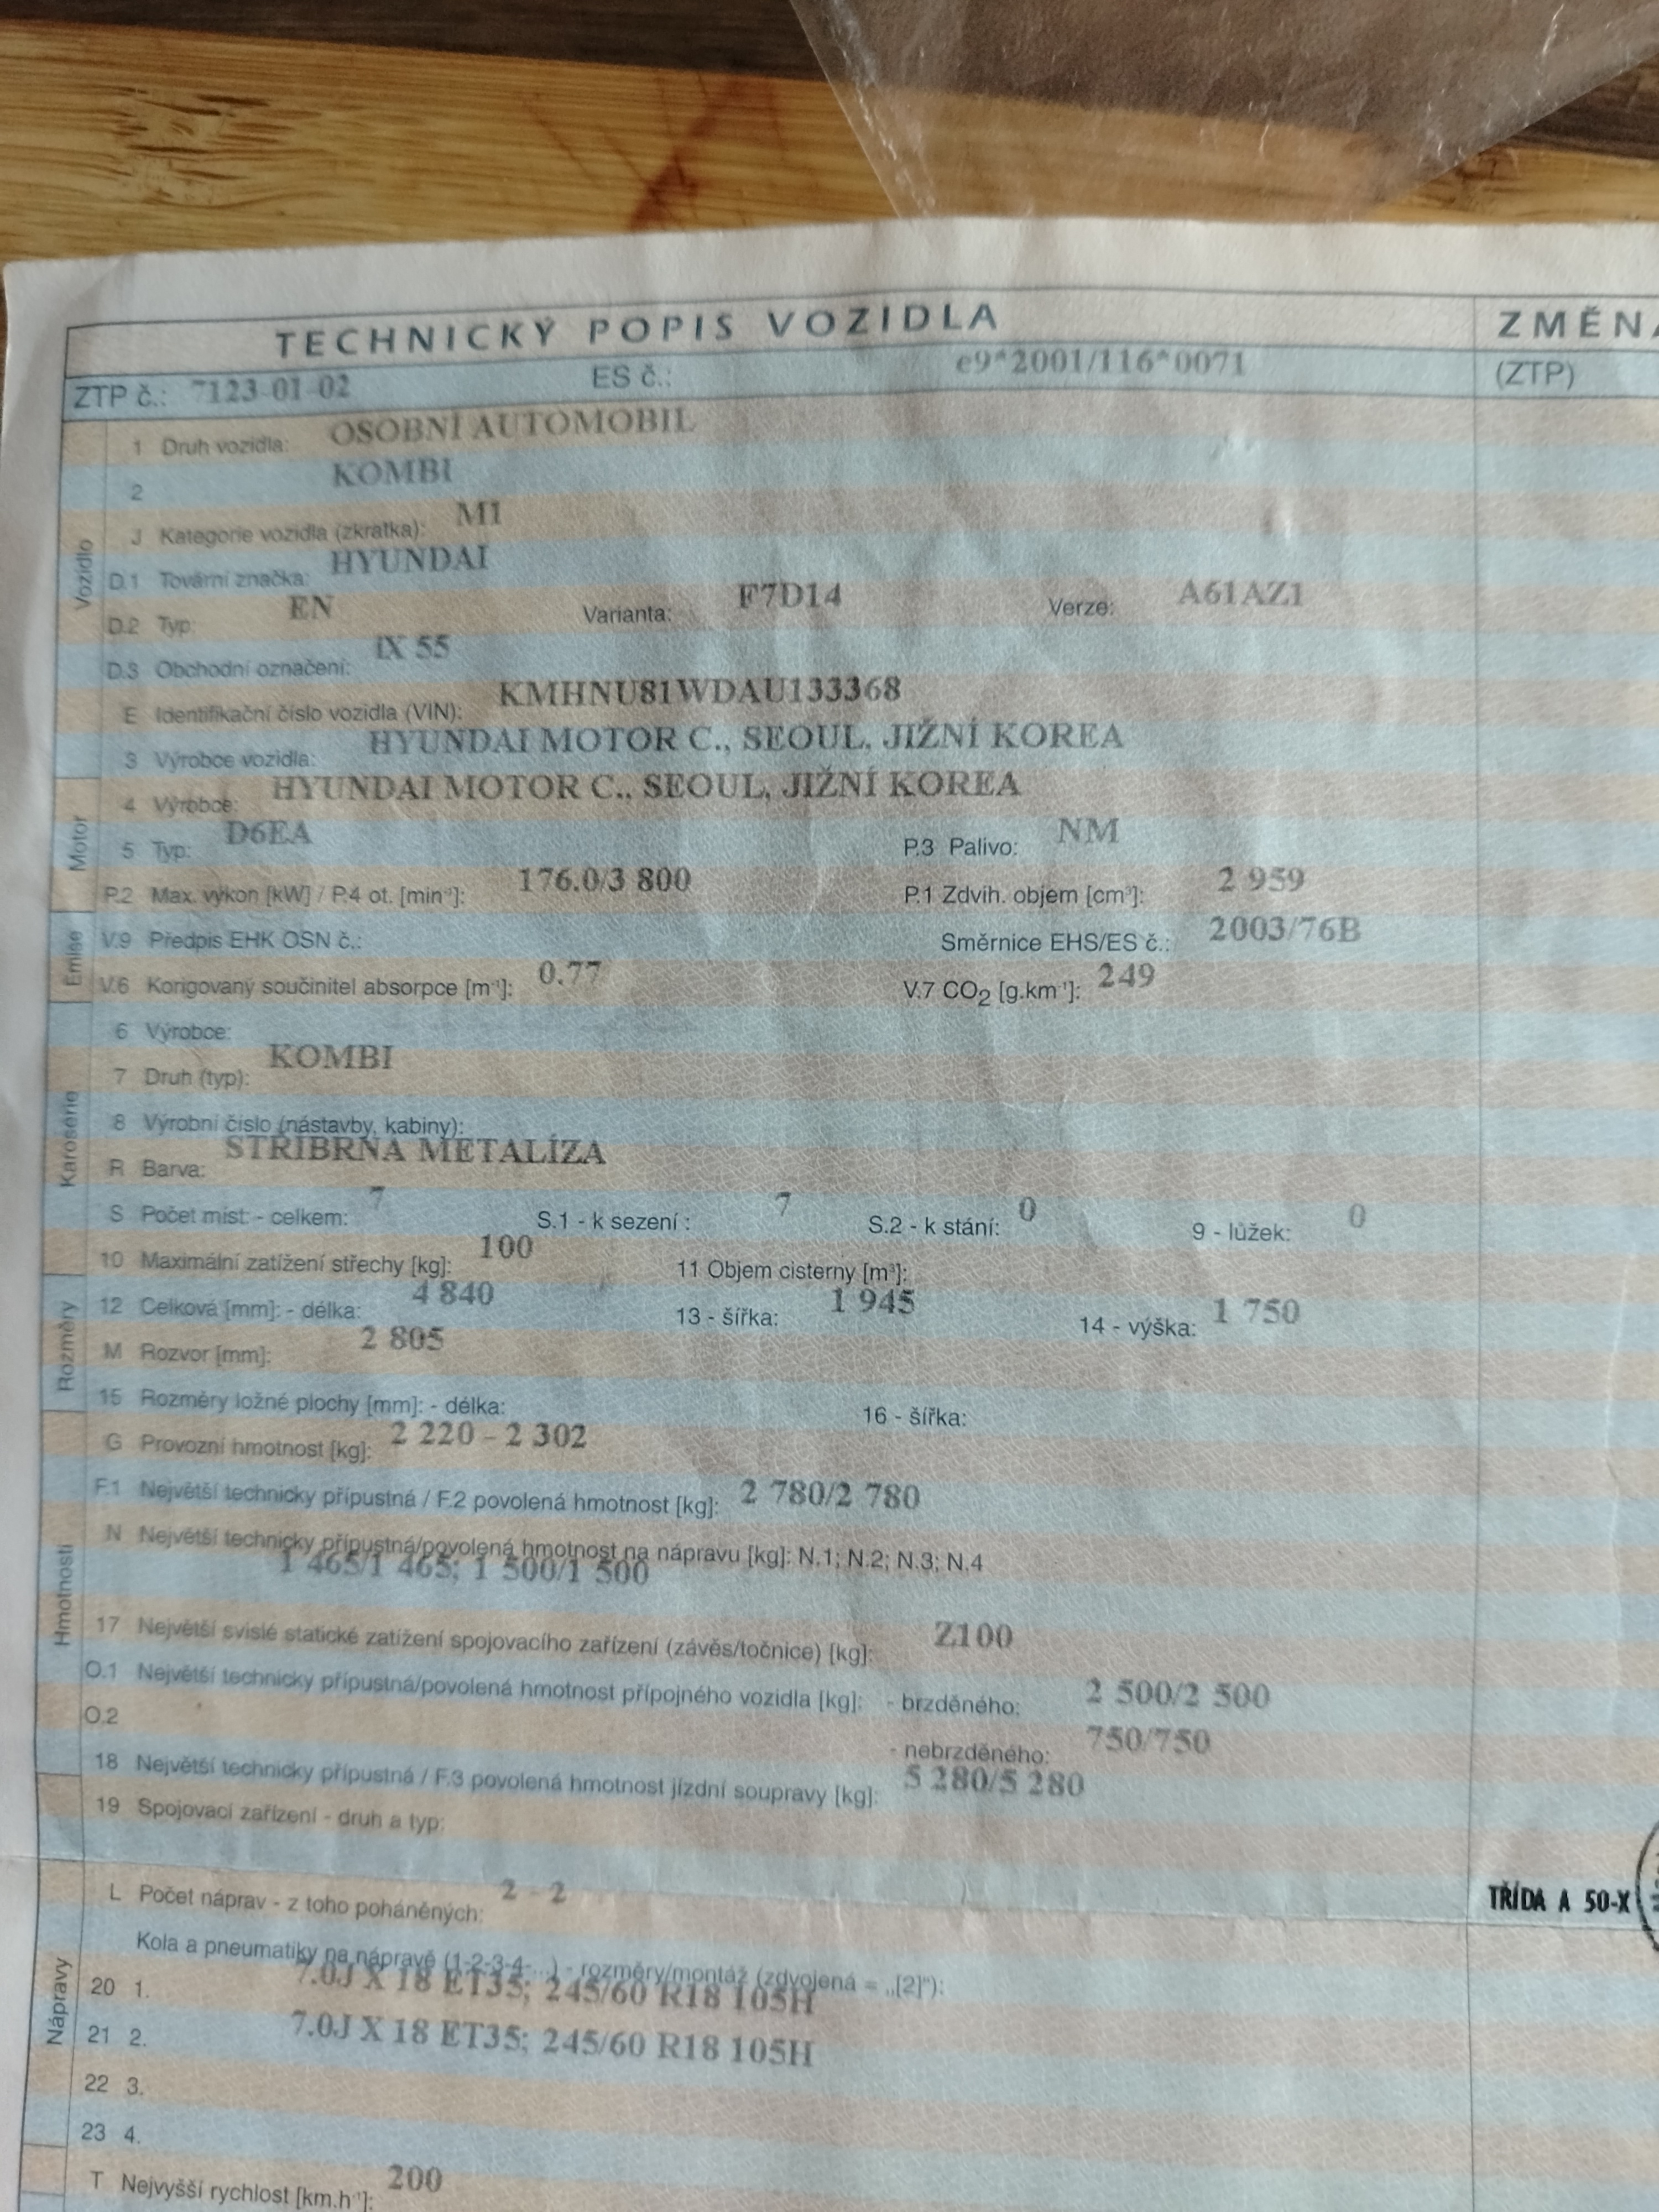 TECHNICKÝ POPIS VOZIDLA
ZMĚNA
ZTP č.: 7123-01-02 ES č.: e9*2001/116*0071
(ZTP)
Vozidlo
1 Druh vozidla: OSOBNÍ AUTOMOBIL
2 KOMBI
J Kategorie vozidla (zkratka): M1
D.1 Tovární značka: HYUNDAI
D.2 Typ: EN Varianta: F7D14 Verze: A61AZ1
D.3 Obchodní označení: IX 55
E Identifikační číslo vozidla (VIN): KMHNU81WDAU133368
3 Výrobce vozidla: HYUNDAI MOTOR C., SEOUL, JIŽNÍ KOREA
Motor
4 Výrobce: HYUNDAI MOTOR C., SEOUL, JIŽNÍ KOREA
5 Typ: D6EA P.3 Palivo: NM
P.2 Max. výkon [kW] / P.4 ot. [min⁻¹]: 176.0/3 800 P.1 Zdvih. objem [cm³]: 2 959
Emise
V.9 Předpis EHK OSN č.: Směrnice EHS/ES č.: 2003/76B
V.6 Korigovaný součinitel absorpce [m⁻¹]: 0.77 V.7 CO₂ [g.km⁻¹]: 249
Karoserie
6 Výrobce:
7 Druh (typ): KOMBI
8 Výrobní číslo (nástavby, kabiny):
R Barva: STŘÍBRNÁ METALÍZA
S Počet míst: - celkem: 7 S.1 - k sezení : 7 S.2 - k stání: 0 9 - lůžek: 0
10 Maximální zatížení střechy [kg]: 100 11 Objem cisterny [m³]:
Rozměry
12 Celková [mm]: - délka: 4 840 13 - šířka: 1 945 14 - výška: 1 750
M Rozvor [mm]: 2 805
15 Rozměry ložné plochy [mm]: - délka: 16 - šířka:
Hmotnosti
G Provozní hmotnost [kg]: 2 220 - 2 302
F.1 Největší technicky přípustná / F.2 povolená hmotnost [kg]: 2 780/2 780
N Největší technicky přípustná/povolená hmotnost na nápravu [kg]: N.1; N.2; N.3; N.4
1 465/1 465; 1 500/1 500
17 Největší svislé statické zatížení spojovacího zařízení (závěs/točnice) [kg]: Z100
O.1 Největší technicky přípustná/povolená hmotnost přípojného vozidla [kg]: - brzděného: 2 500/2 500
O.2 - nebrzděného: 750/750
18 Největší technicky přípustná / F.3 povolená hmotnost jízdní soupravy [kg]: 5 280/5 280
19 Spojovací zařízení - druh a typ:
TŘÍDA A 50-X
Nápravy
L Počet náprav - z toho poháněných: 2 - 2
Kola a pneumatiky na nápravě (1-2-3-4-...) - rozměry/montáž (zdvojená = „[2]“):
20 1. 7.0J X 18 ET35; 245/60 R18 105H
21 2. 7.0J X 18 ET35; 245/60 R18 105H
22 3.
23 4.
T Nejvyšší rychlost [km.h⁻¹]: 200